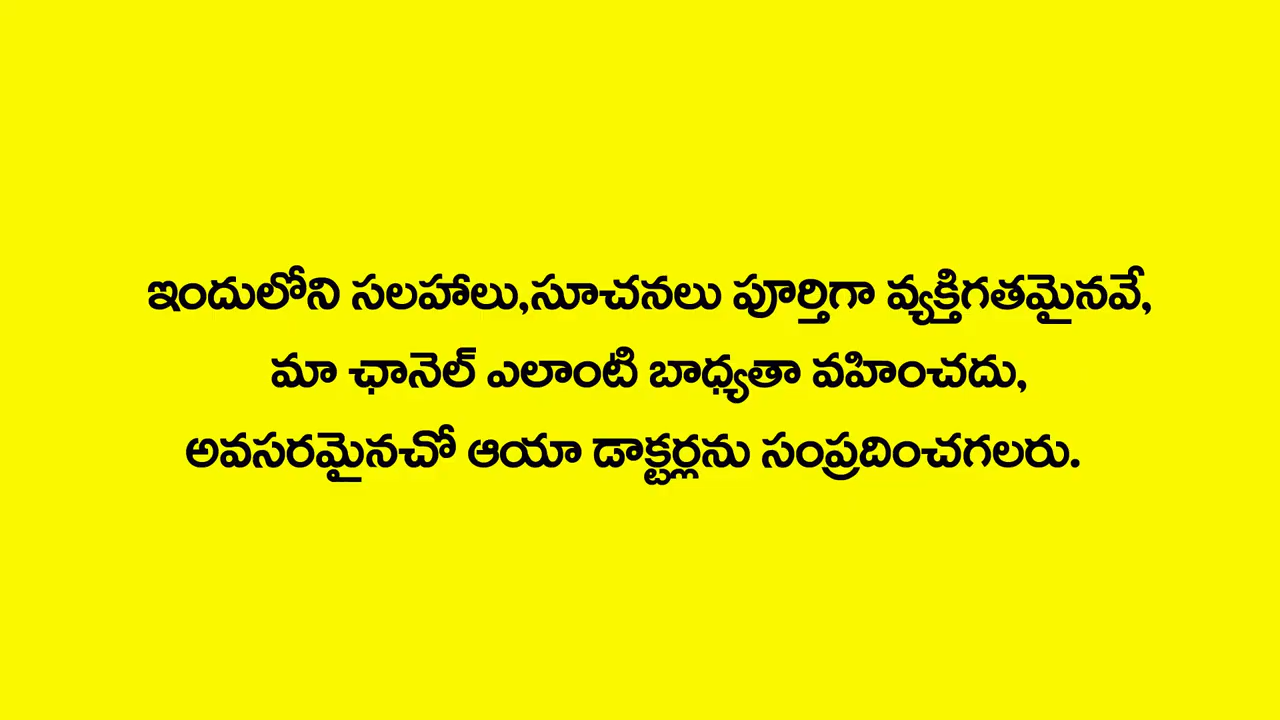 ఇందులోని సలహాలు,సూచనలు పూర్తిగా వ్యక్తిగతమైనవే,
మా ఛానెల్ ఎలాంటి బాధ్యతా వహించదు,
అవసరమైనచో ఆయా డాక్టర్లను సంప్రదించగలరు.